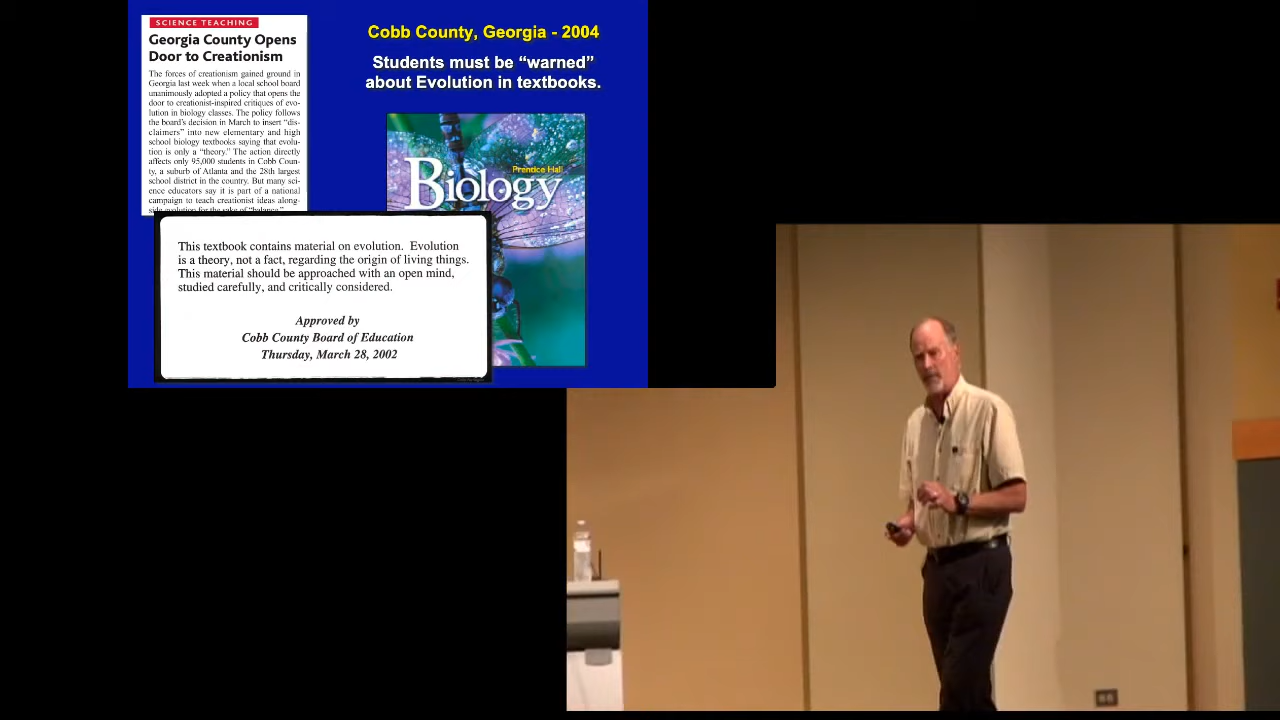 SCIENCE TEACHING
Georgia County Opens
Door to Creationism
The forces of creationism gained ground in
Georgia last week when a local school board
unanimously adopted a policy that opens the
door to creationist-inspired critiques of evo-
lution in biology classes. The policy follows
the board's decision in March to insert "dis-
claimers" into new elementary and high
school biology textbooks saying that evolu-
tion is only a "theory." The action directly
affects only 95,000 students in Cobb Coun-
ty, a suburb of Atlanta and the 28th largest
school district in the country. But many sci-
ence educators say it is part of a national
campaign to teach creationist ideas along-
side evolution for the sake of "balance."
Cobb County, Georgia - 2004
Students must be “warned”
about Evolution in textbooks.
Prentice Hall
Biology
This textbook contains material on evolution. Evolution
is a theory, not a fact, regarding the origin of living things.
This material should be approached with an open mind,
studied carefully, and critically considered.
Approved by
Cobb County Board of Education
Thursday, March 28, 2002